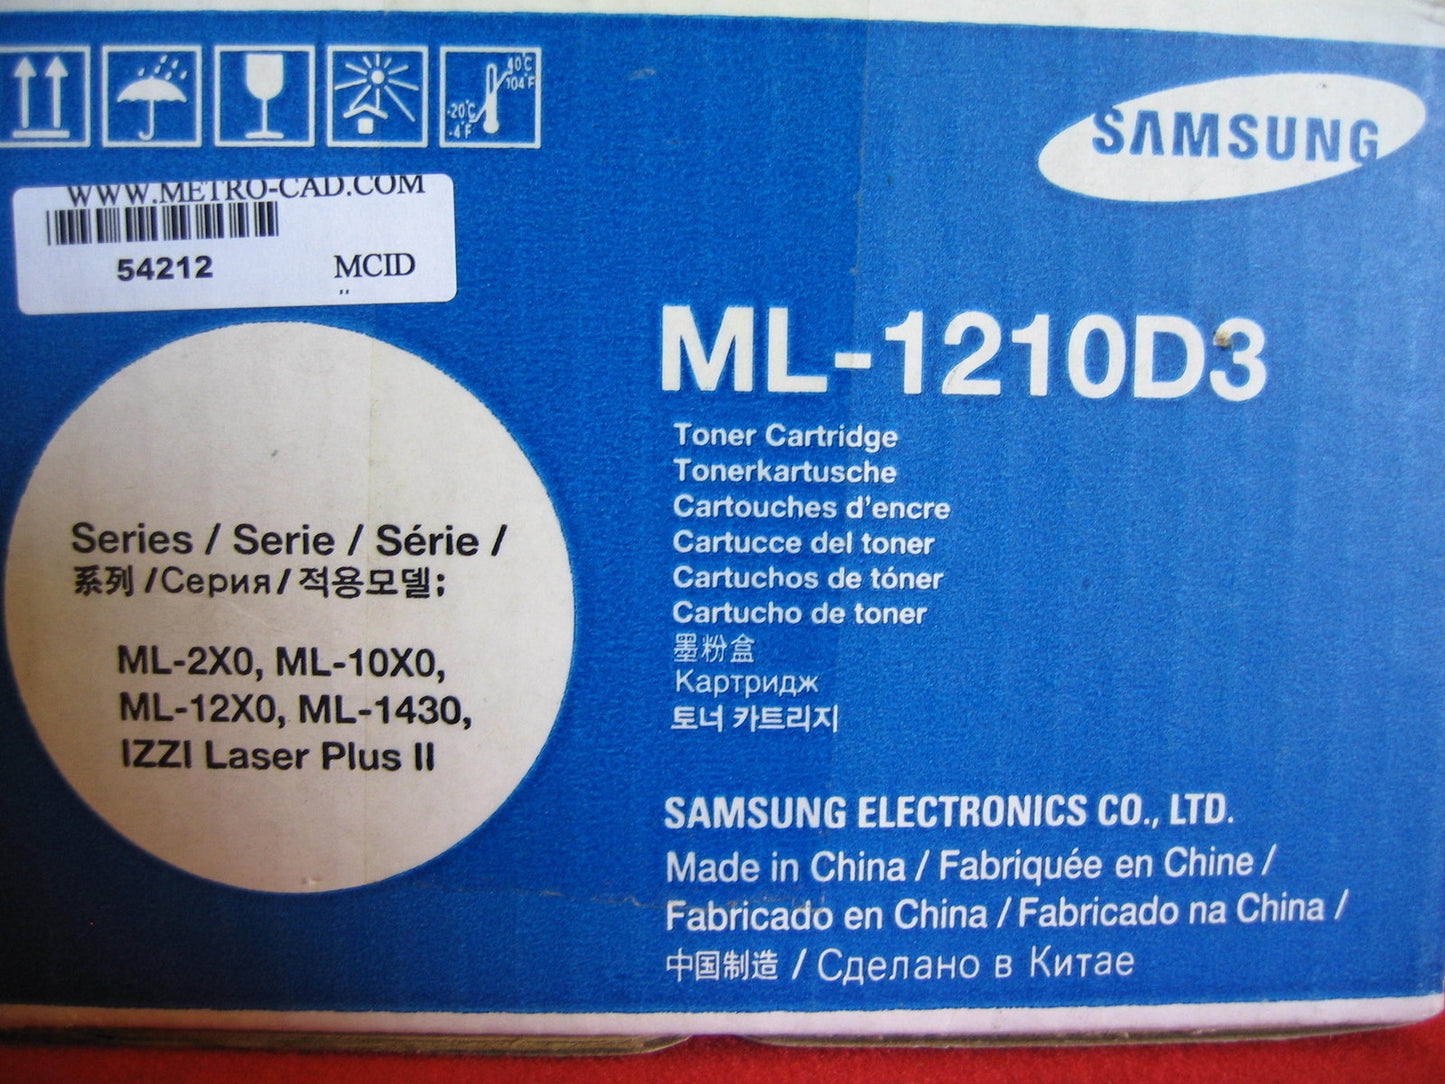 40°C
104°F
-20°C
-4°F
SAMSUNG
WWW.METRO-CAD.COM
54212 MCID
ML-1210D3
Toner Cartridge
Tonerkartusche
Cartouches d'encre
Cartucce del toner
Cartuchos de tóner
Cartucho de toner
墨粉盒
Картридж
토너 카트리지
Series / Serie / Série /
系列 /Серия/ 적용모델;
ML-2X0, ML-10X0,
ML-12X0, ML-1430,
IZZI Laser Plus II
SAMSUNG ELECTRONICS CO., LTD.
Made in China / Fabriquée en Chine /
Fabricado en China / Fabricado na China /
中国制造 / Сделано в Китае